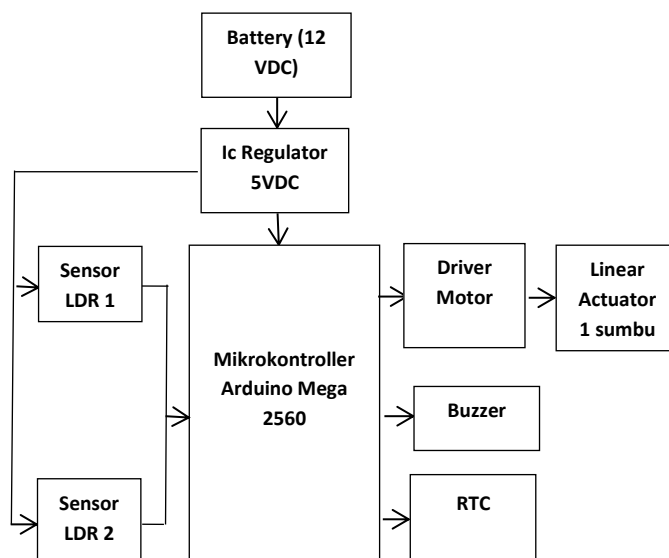 Battery (12
VDC)
Ic Regulator
5VDC
Sensor
LDR 1
Driver
Motor
Linear
Actuator
1 sumbu
Mikrokontroller
Arduino Mega
2560
Buzzer
Sensor
LDR 2
RTC